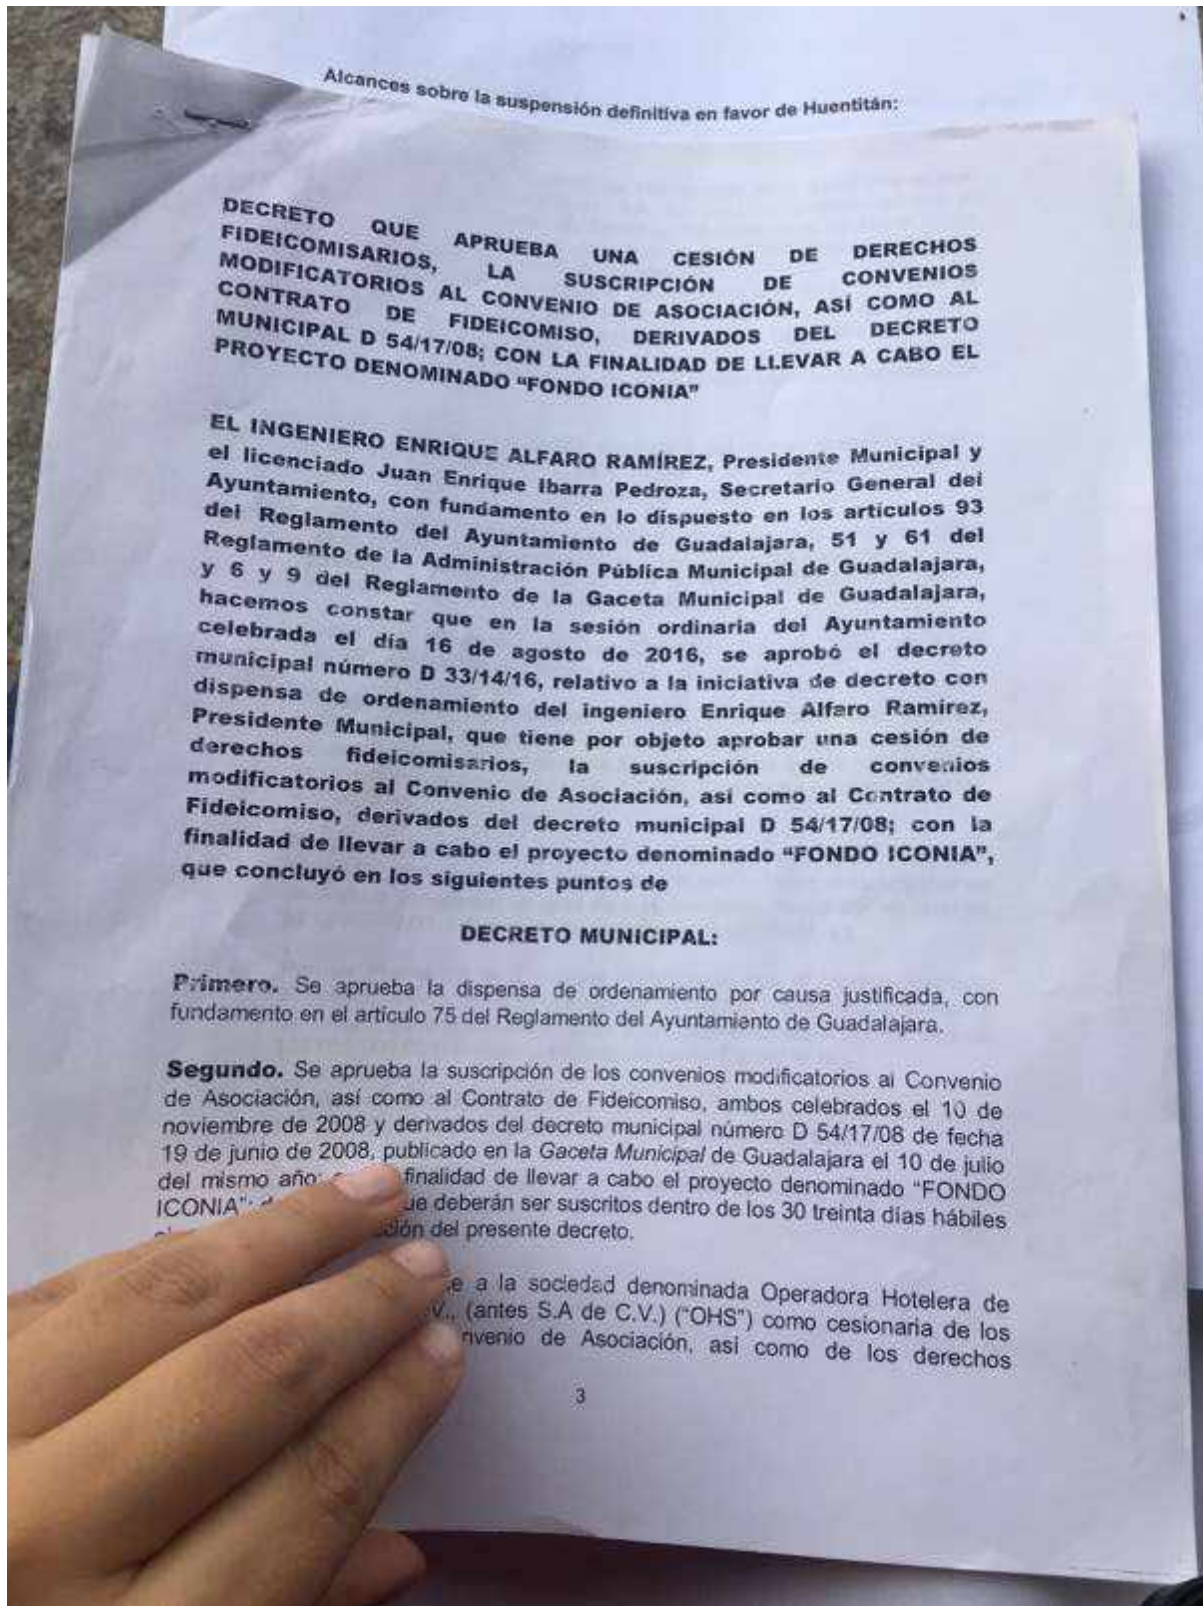 Alcances sobre la suspensión definitiva en favor de Huentitán:
DECRETO QUE APRUEBA UNA CESIÓN DE DERECHOS
FIDEICOMISARIOS, LA SUSCRIPCIÓN DE CONVENIOS
MODIFICATORIOS AL CONVENIO DE ASOCIACIÓN, ASÍ COMO AL
CONTRATO DE FIDEICOMISO, DERIVADOS DEL DECRETO
MUNICIPAL D 54/17/08; CON LA FINALIDAD DE LLEVAR A CABO EL
PROYECTO DENOMINADO “FONDO ICONIA”
EL INGENIERO ENRIQUE ALFARO RAMÍREZ, Presidente Municipal y
el licenciado Juan Enrique Ibarra Pedroza, Secretario General del
Ayuntamiento, con fundamento en lo dispuesto en los artículos 93
del Reglamento del Ayuntamiento de Guadalajara, 51 y 61 del
Reglamento de la Administración Pública Municipal de Guadalajara,
y 6 y 9 del Reglamento de la Gaceta Municipal de Guadalajara,
hacemos constar que en la sesión ordinaria del Ayuntamiento
celebrada el día 16 de agosto de 2016, se aprobó el decreto
municipal número D 33/14/16, relativo a la iniciativa de decreto con
dispensa de ordenamiento del ingeniero Enrique Alfaro Ramírez,
Presidente Municipal, que tiene por objeto aprobar una cesión de
derechos fideicomisarios, la suscripción de convenios
modificatorios al Convenio de Asociación, así como al Contrato de
Fideicomiso, derivados del decreto municipal D 54/17/08; con la
finalidad de llevar a cabo el proyecto denominado “FONDO ICONIA”,
que concluyó en los siguientes puntos de
DECRETO MUNICIPAL:
Primero. Se aprueba la dispensa de ordenamiento por causa justificada, con
fundamento en el artículo 75 del Reglamento del Ayuntamiento de Guadalajara.
Segundo. Se aprueba la suscripción de los convenios modificatorios al Convenio
de Asociación, así como al Contrato de Fideicomiso, ambos celebrados el 10 de
noviembre de 2008 y derivados del decreto municipal número D 54/17/08 de fecha
19 de junio de 2008, publicado en la Gaceta Municipal de Guadalajara el 10 de julio
del mismo año; finalidad de llevar a cabo el proyecto denominado “FONDO
ICONIA”; deberán ser suscritos dentro de los 30 treinta días hábiles
del presente decreto.
a la sociedad denominada Operadora Hotelera de
(antes S.A de C.V.) (“OHS”) como cesionaria de los
de Asociación, así como de los derechos
3